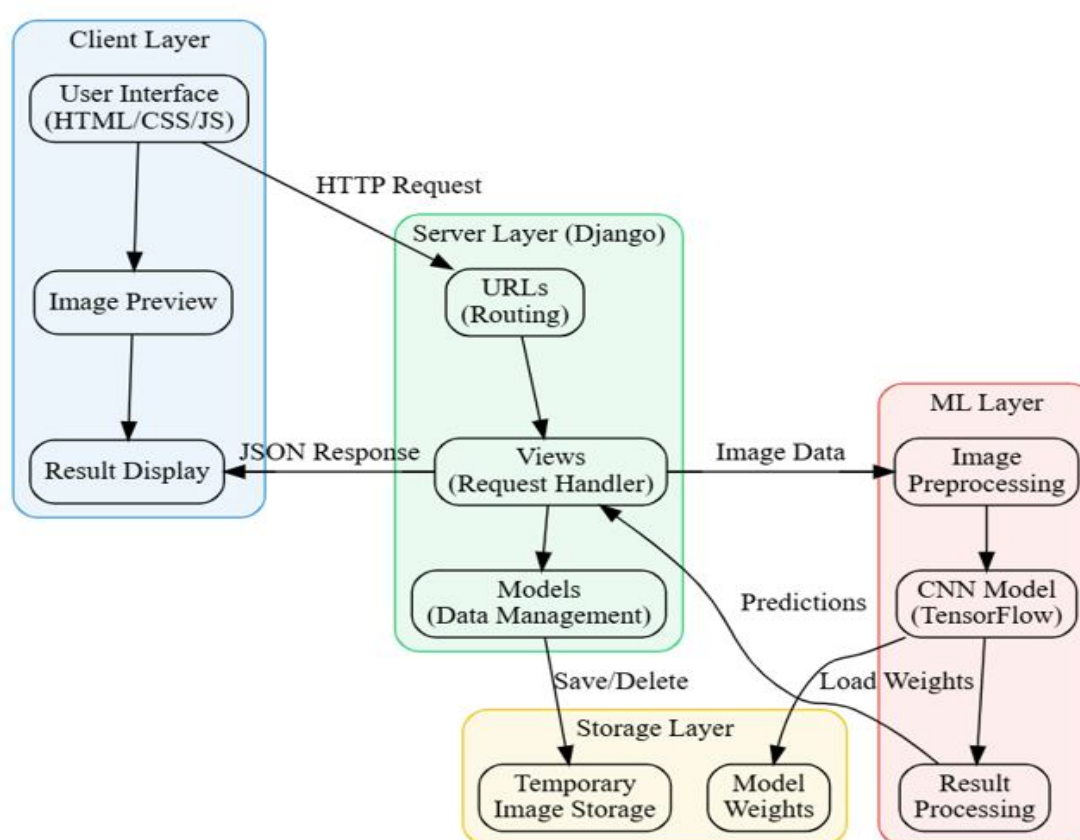 Client Layer
User Interface
(HTML/CSS/JS)
HTTP Request
Image Preview
Result Display
JSON Response
Server Layer (Django)
URLs
(Routing)
Views
(Request Handler)
Models
(Data Management)
Image Data
ML Layer
Image
Preprocessing
CNN Model
(TensorFlow)
Predictions
Save/Delete
Load Weights
Storage Layer
Temporary
Image Storage
Model
Weights
Result
Processing